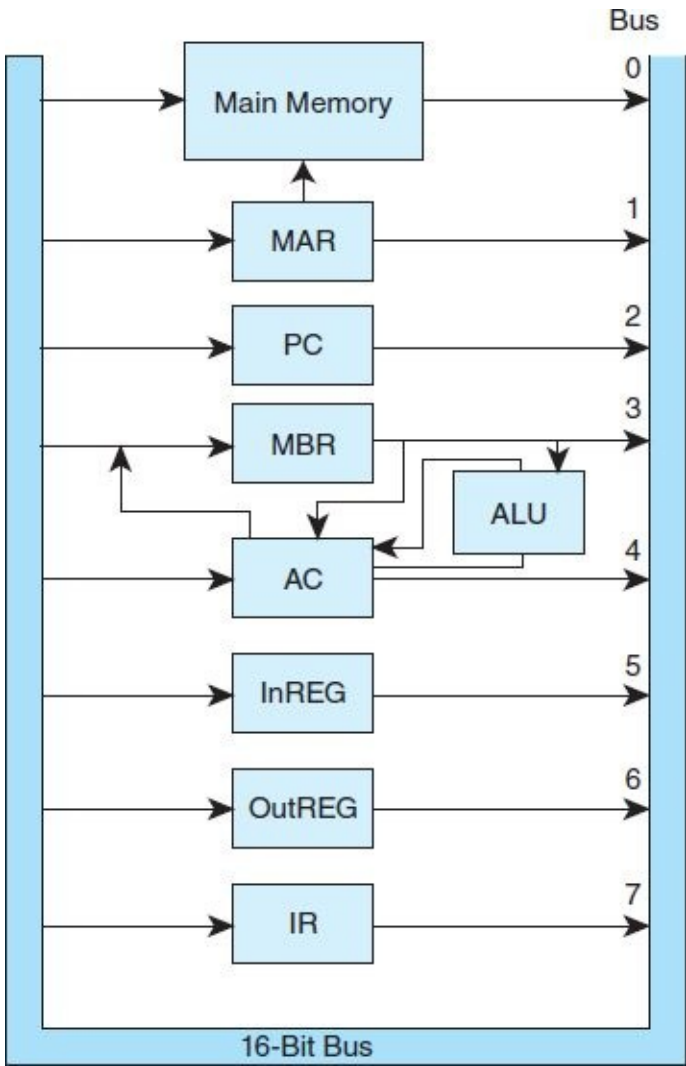 Bus
0
Main Memory
1
MAR
2
PC
3
MBR
ALU
4
AC
5
InREG
6
OutREG
7
IR
16-Bit Bus